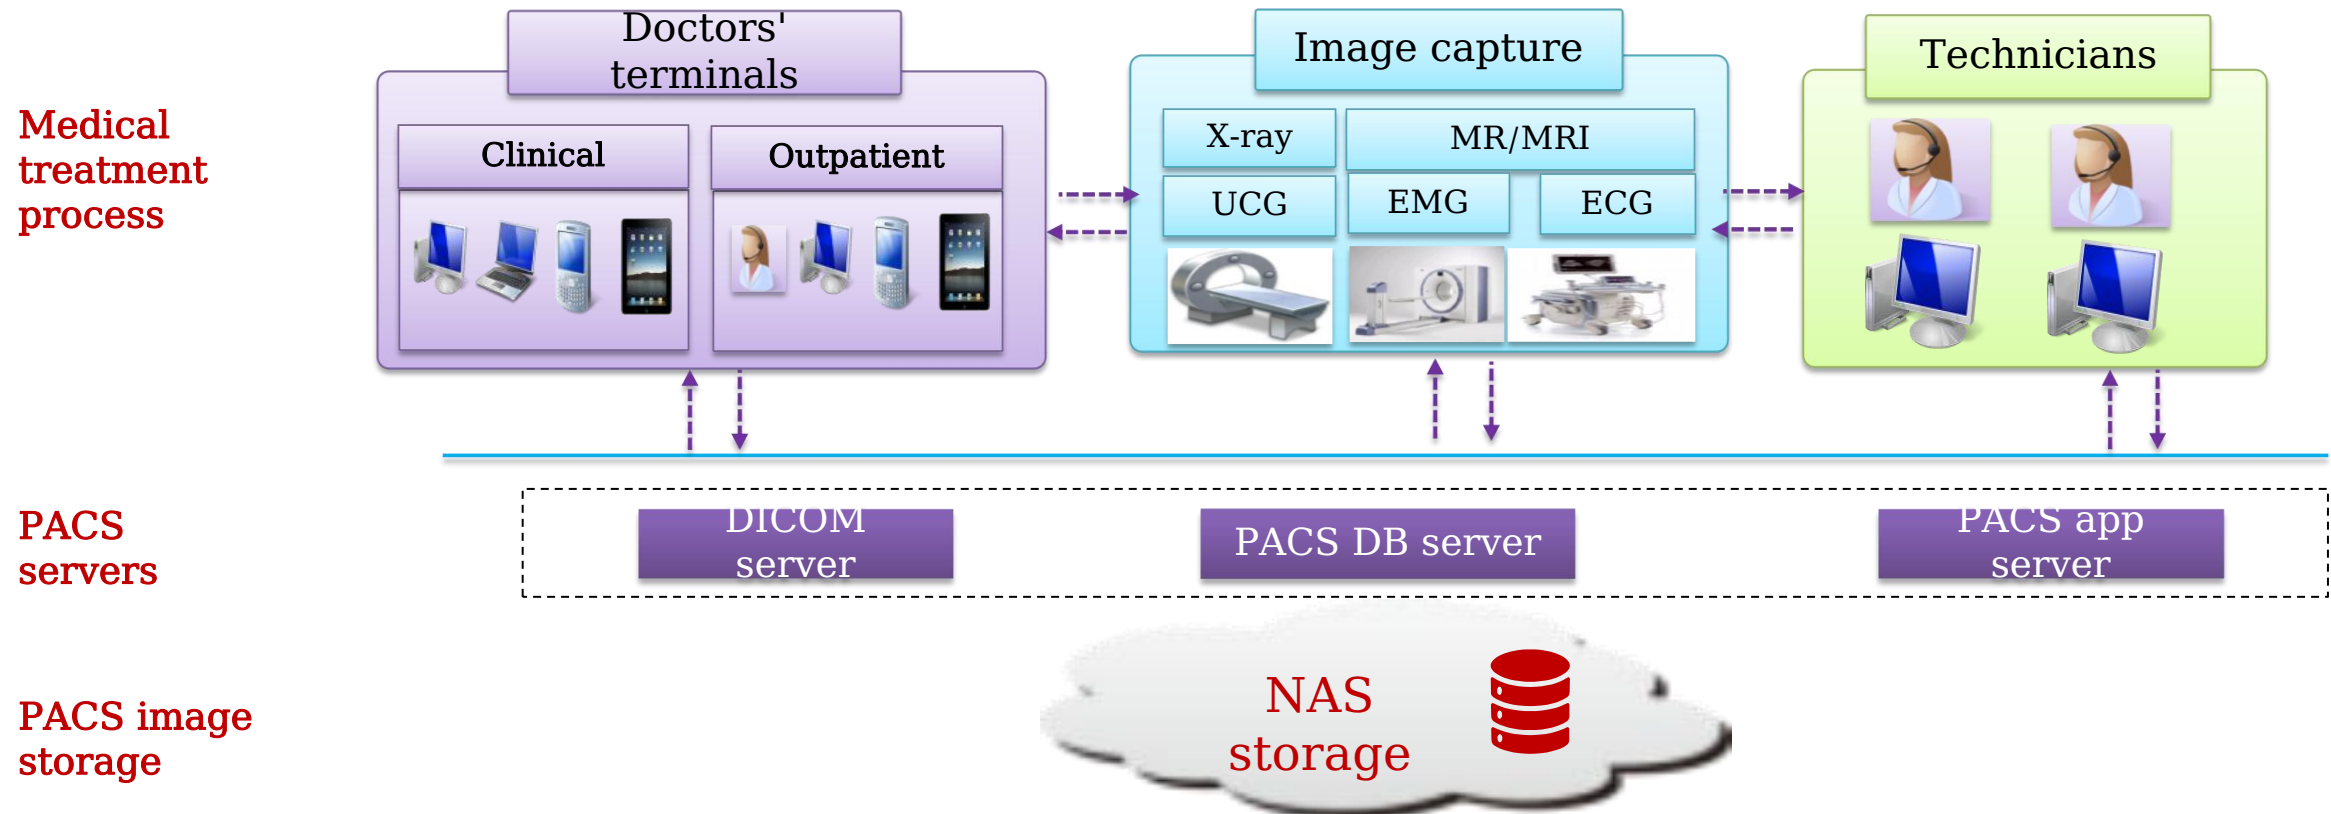 Doctors'
terminals
Image capture
Technicians
Medical
treatment
process
Clinical
Outpatient
X-ray
MR/MRI
UCG
EMG
ECG
PACS
servers
DICOM
server
PACS DB server
PACS app
server
PACS image
storage
NAS
storage